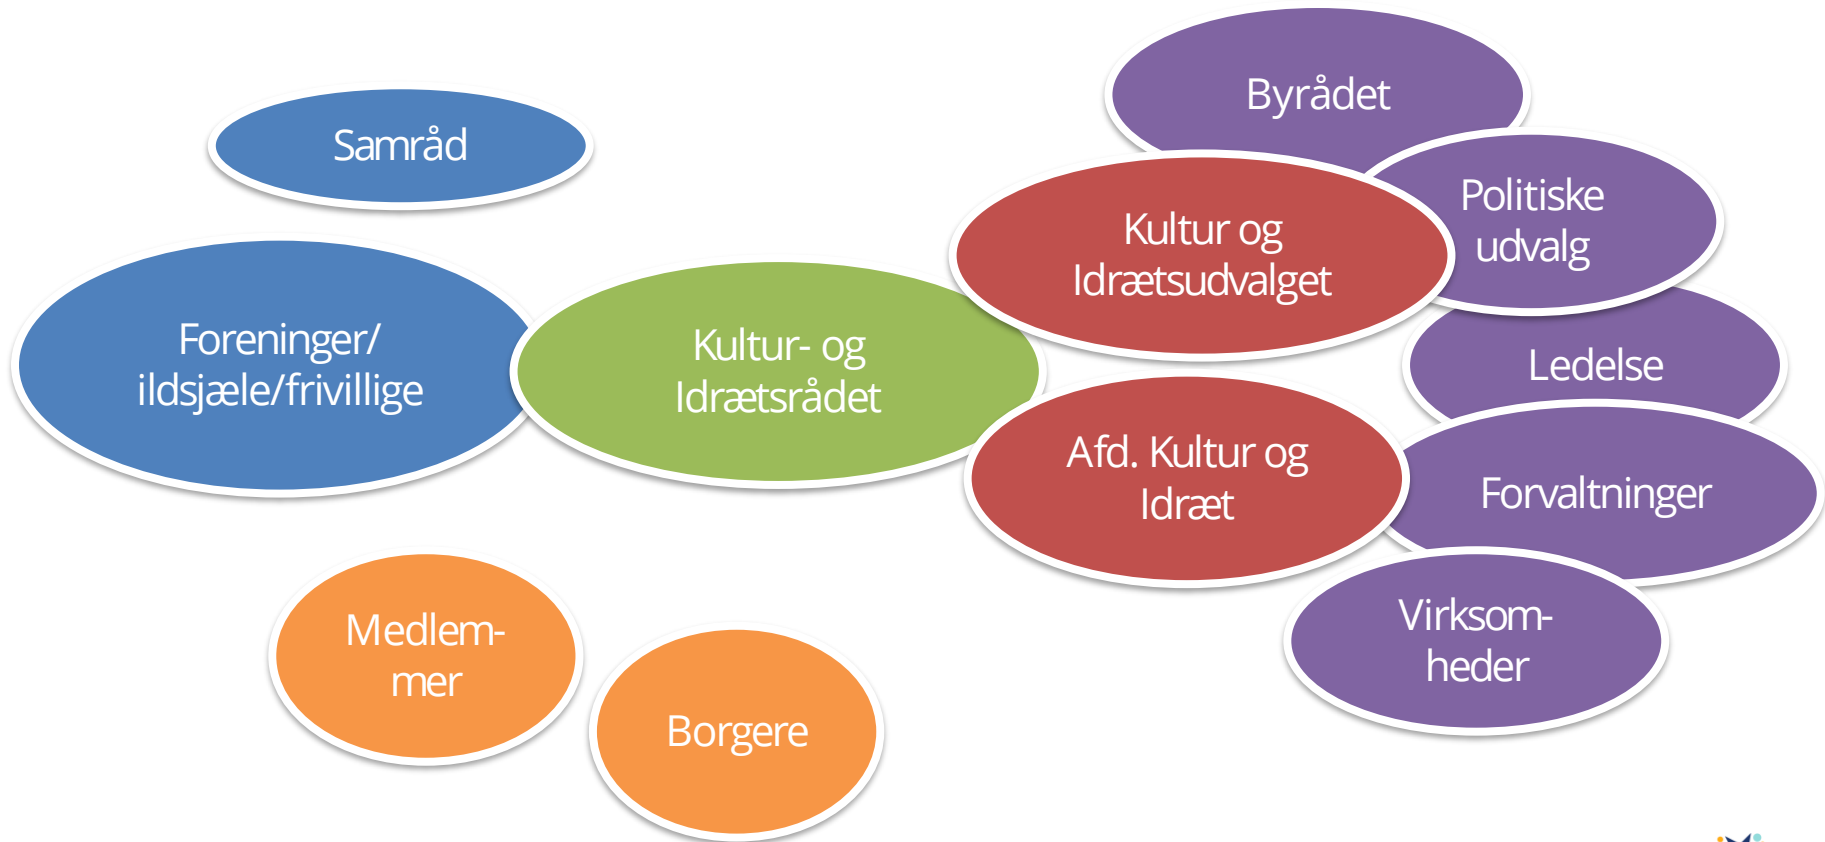 Samråd
Foreninger/
ildsjæle/frivillige
Kultur- og
Idrætsrådet
Kultur og
Idrætsudvalget
Afd. Kultur og
Idræt
Byrådet
Politiske
udvalg
Ledelse
Forvaltninger
Virksom-
heder
Medlem-
mer
Borgere